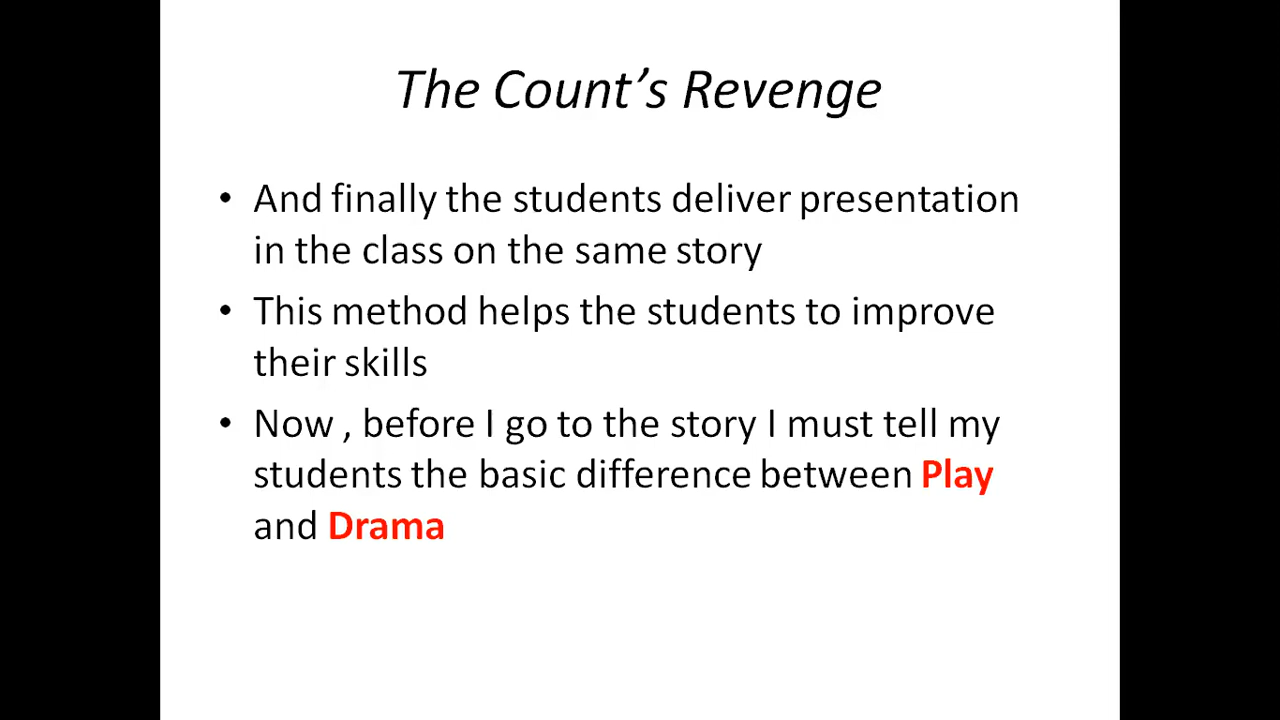 The Count’s Revenge
• And finally the students deliver presentation
in the class on the same story
• This method helps the students to improve
their skills
• Now , before I go to the story I must tell my
students the basic difference between Play
and Drama